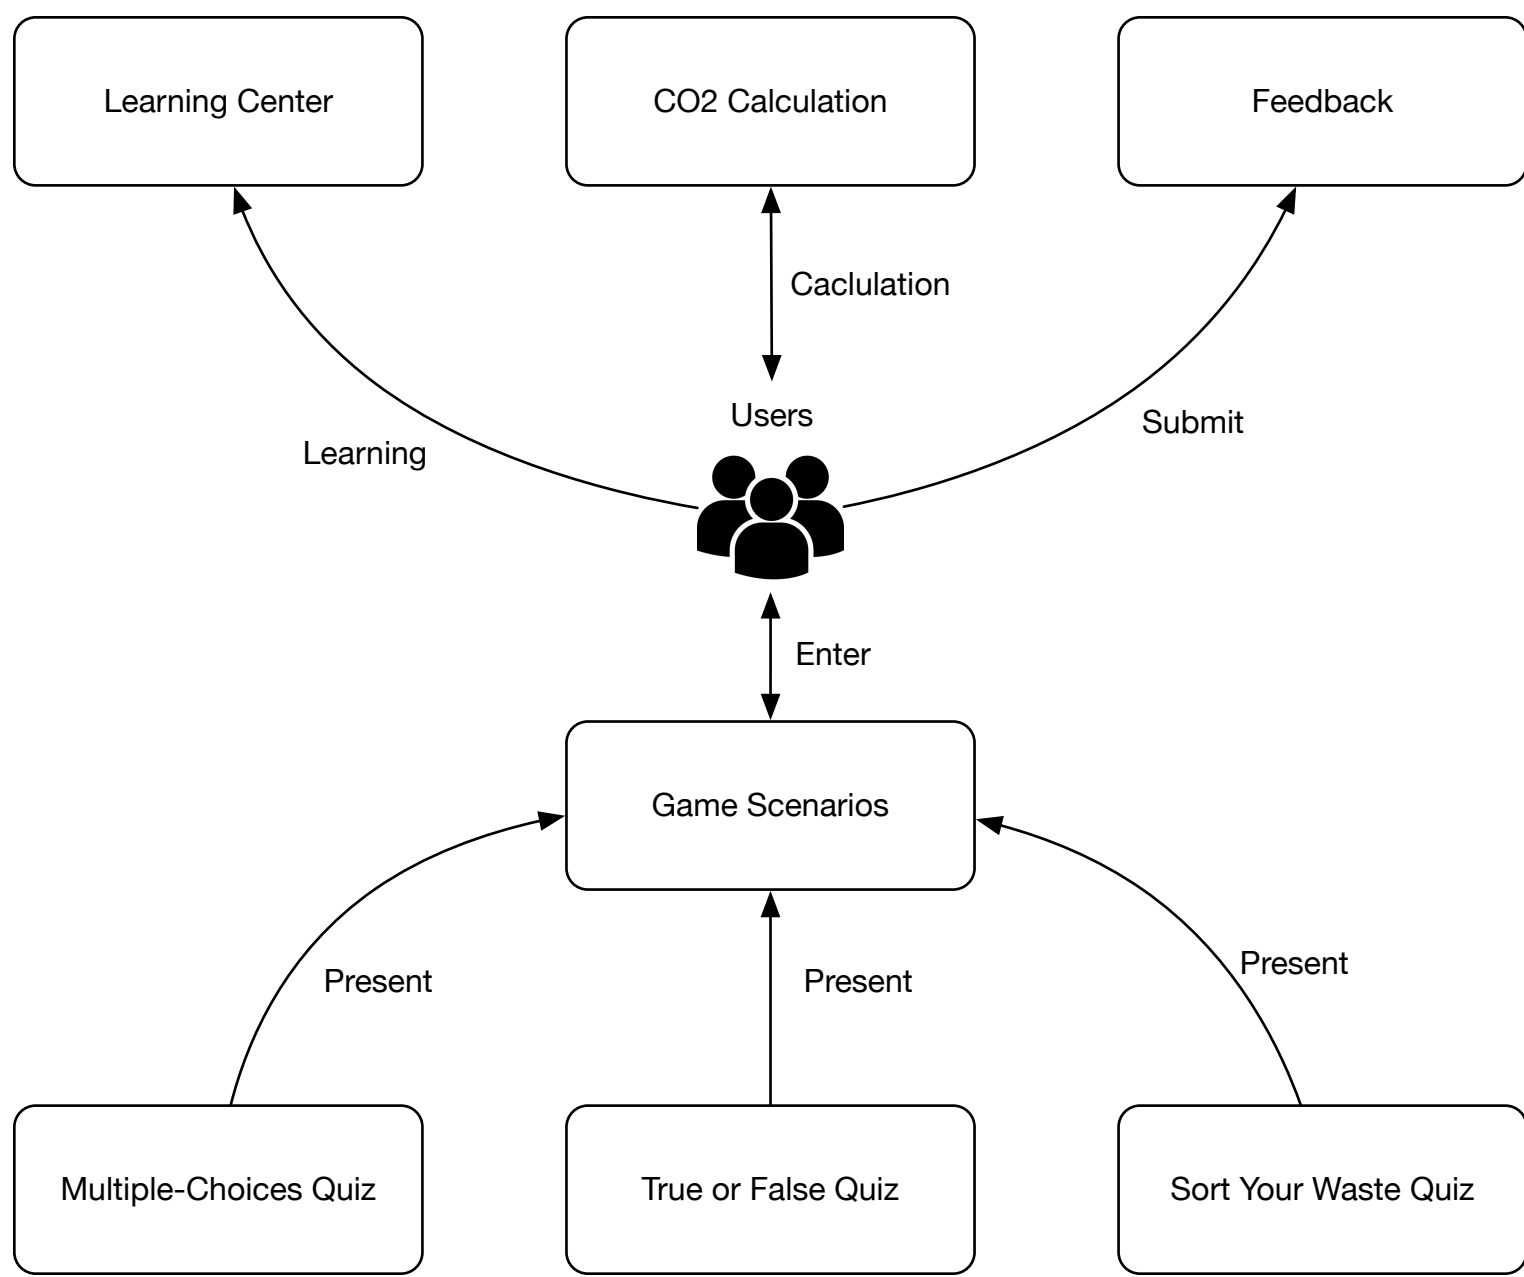 Learning Center
CO2 Calculation
Feedback
Caclulation
Users
Submit
Learning
Enter
Game Scenarios
Present
Present
Present
Multiple-Choices Quiz
True or False Quiz
Sort Your Waste Quiz